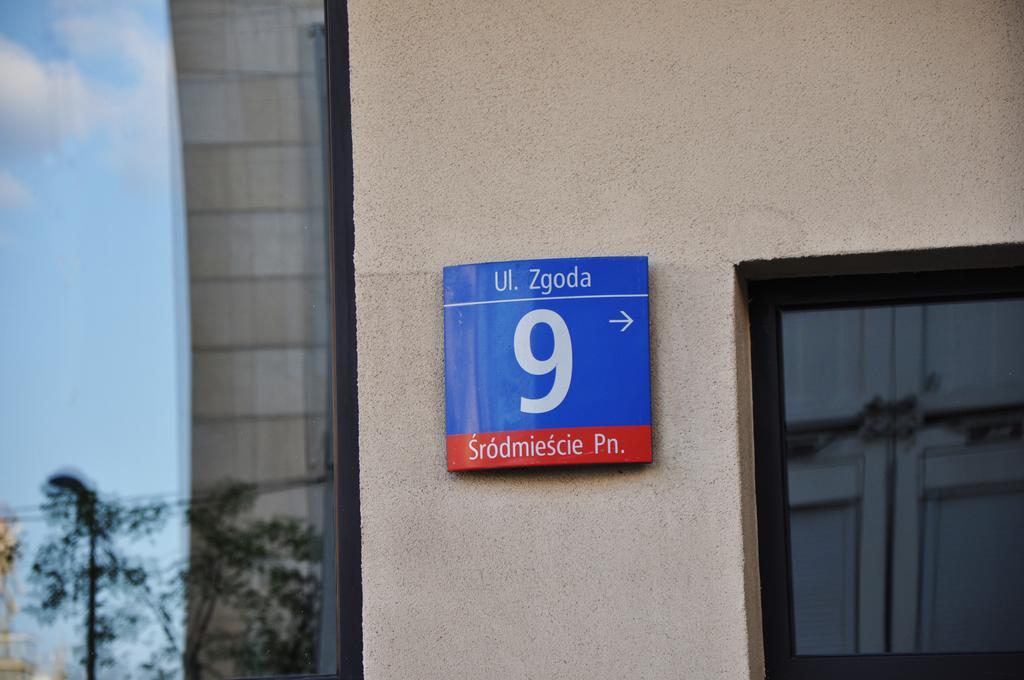 Ul. Zgoda
9 →
Śródmieście Pn.